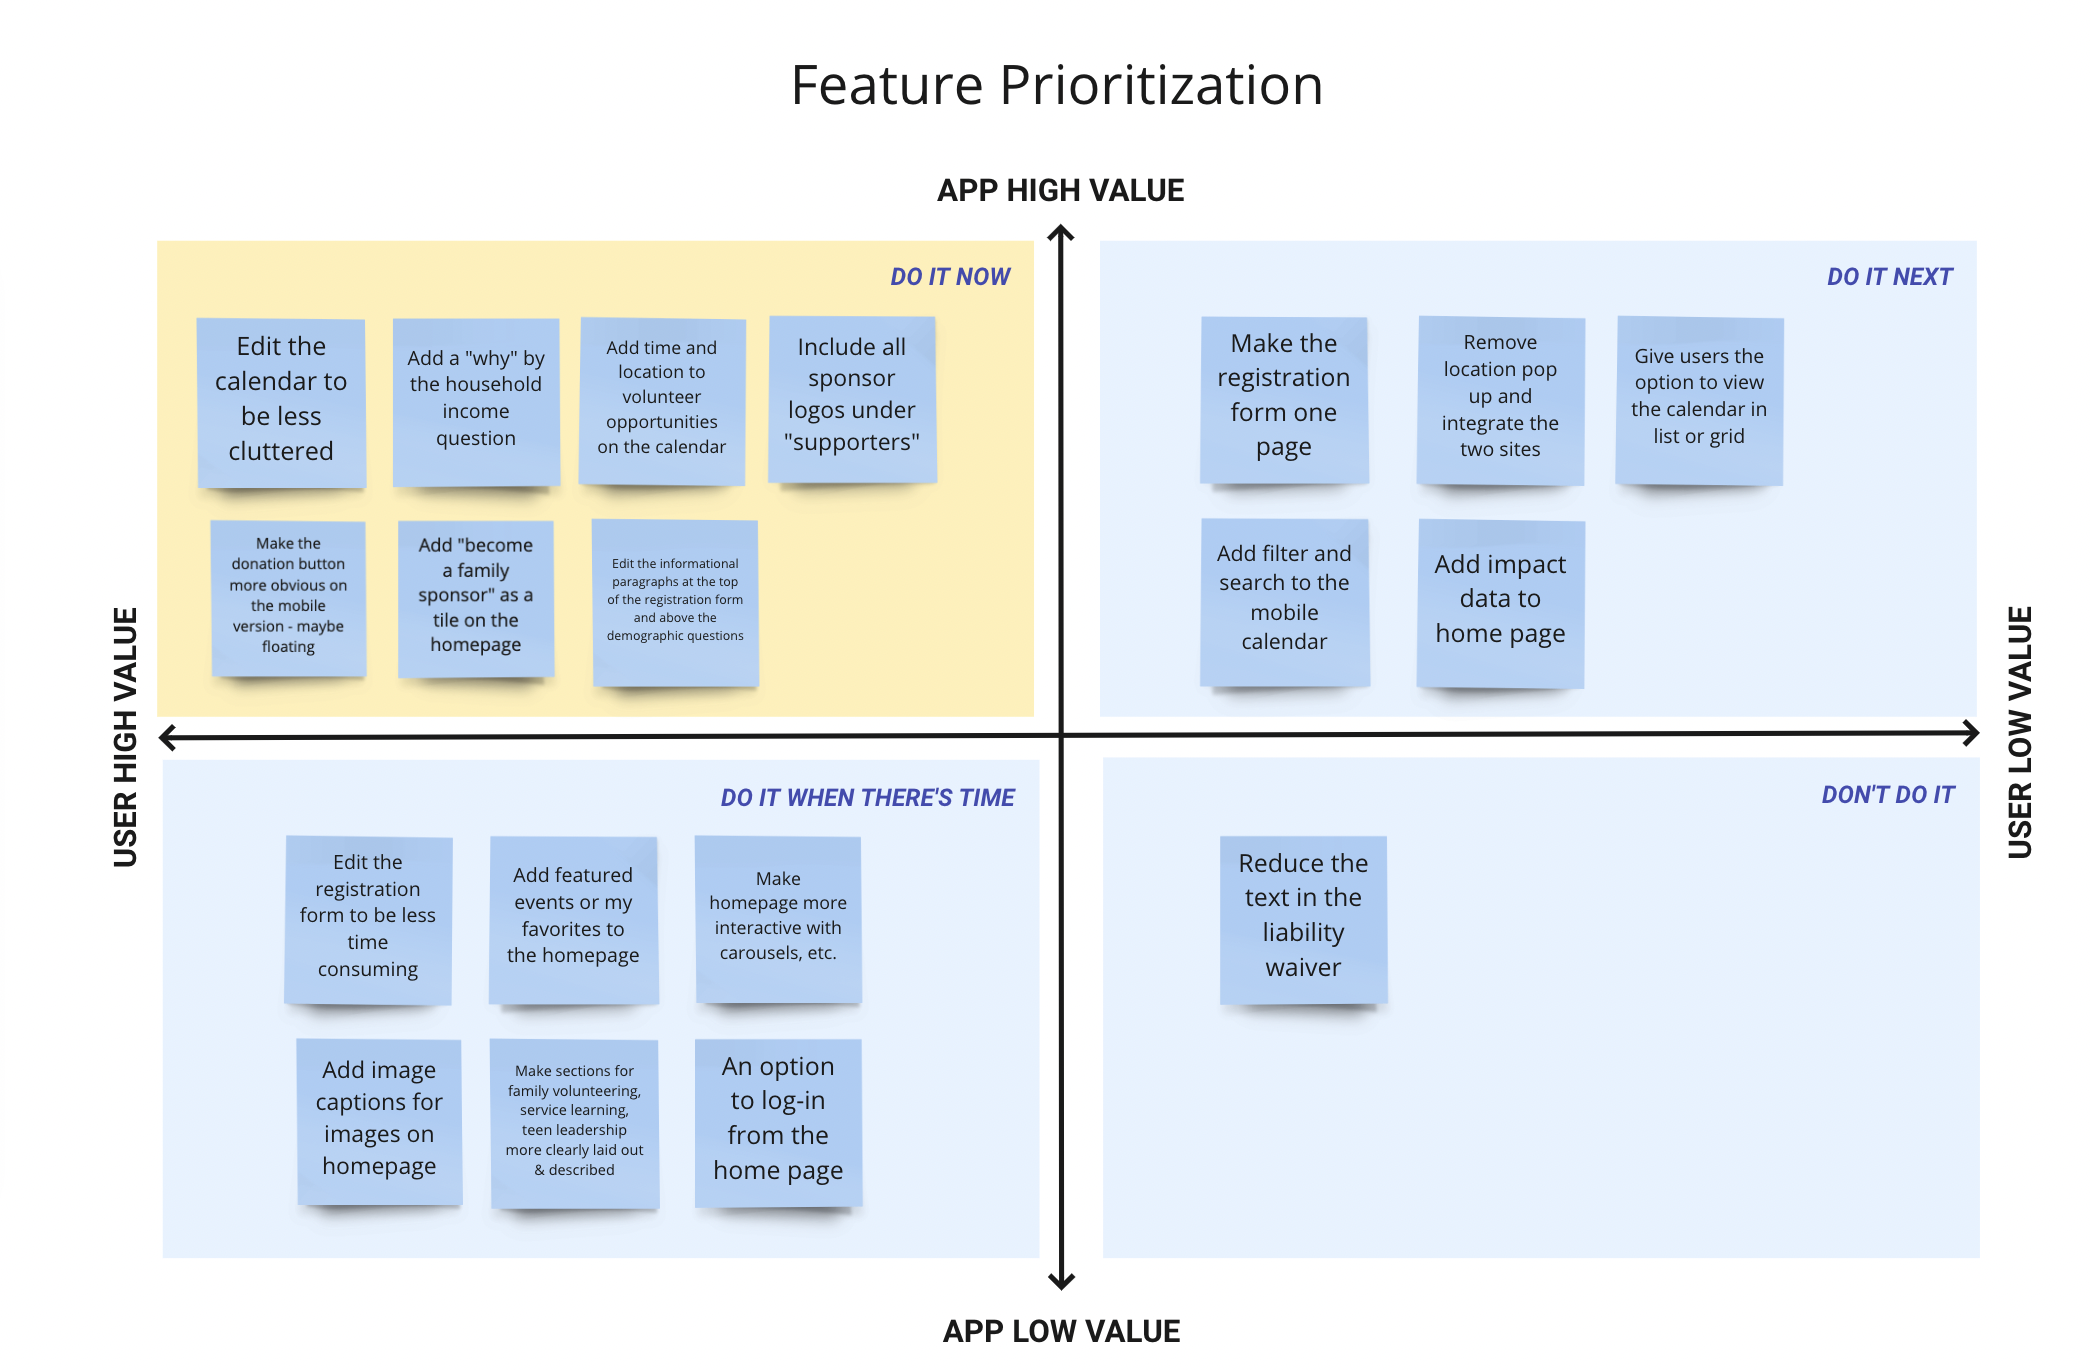 Feature Prioritization
APP HIGH VALUE
USER HIGH VALUE
USER LOW VALUE
DO IT NOW
Edit the
calendar to
be less
cluttered
Add a "why" by
the household
income
question
Add time and
location to
volunteer
opportunities
on the calendar
Include all
sponsor
logos under
"supporters"
Make the
donation button
more obvious on
the mobile
version - maybe
floating
Add "become
a family
sponsor" as a
tile on the
homepage
Edit the informational
paragraphs at the top
of the registration form
and above the
demographic questions
DO IT NEXT
Make the
registration
form one
page
Remove
location pop
up and
integrate the
two sites
Give users the
option to view
the calendar in
list or grid
Add filter and
search to the
mobile
calendar
Add impact
data to
home page
DO IT WHEN THERE'S TIME
Edit the
registration
form to be less
time
consuming
Add featured
events or my
favorites to
the homepage
Make
homepage more
interactive with
carousels, etc.
Add image
captions for
images on
homepage
Make sections for
family volunteering,
service learning,
teen leadership
more clearly laid out
& described
An option
to log-in
from the
home page
DON'T DO IT
Reduce the
text in the
liability
waiver
APP LOW VALUE